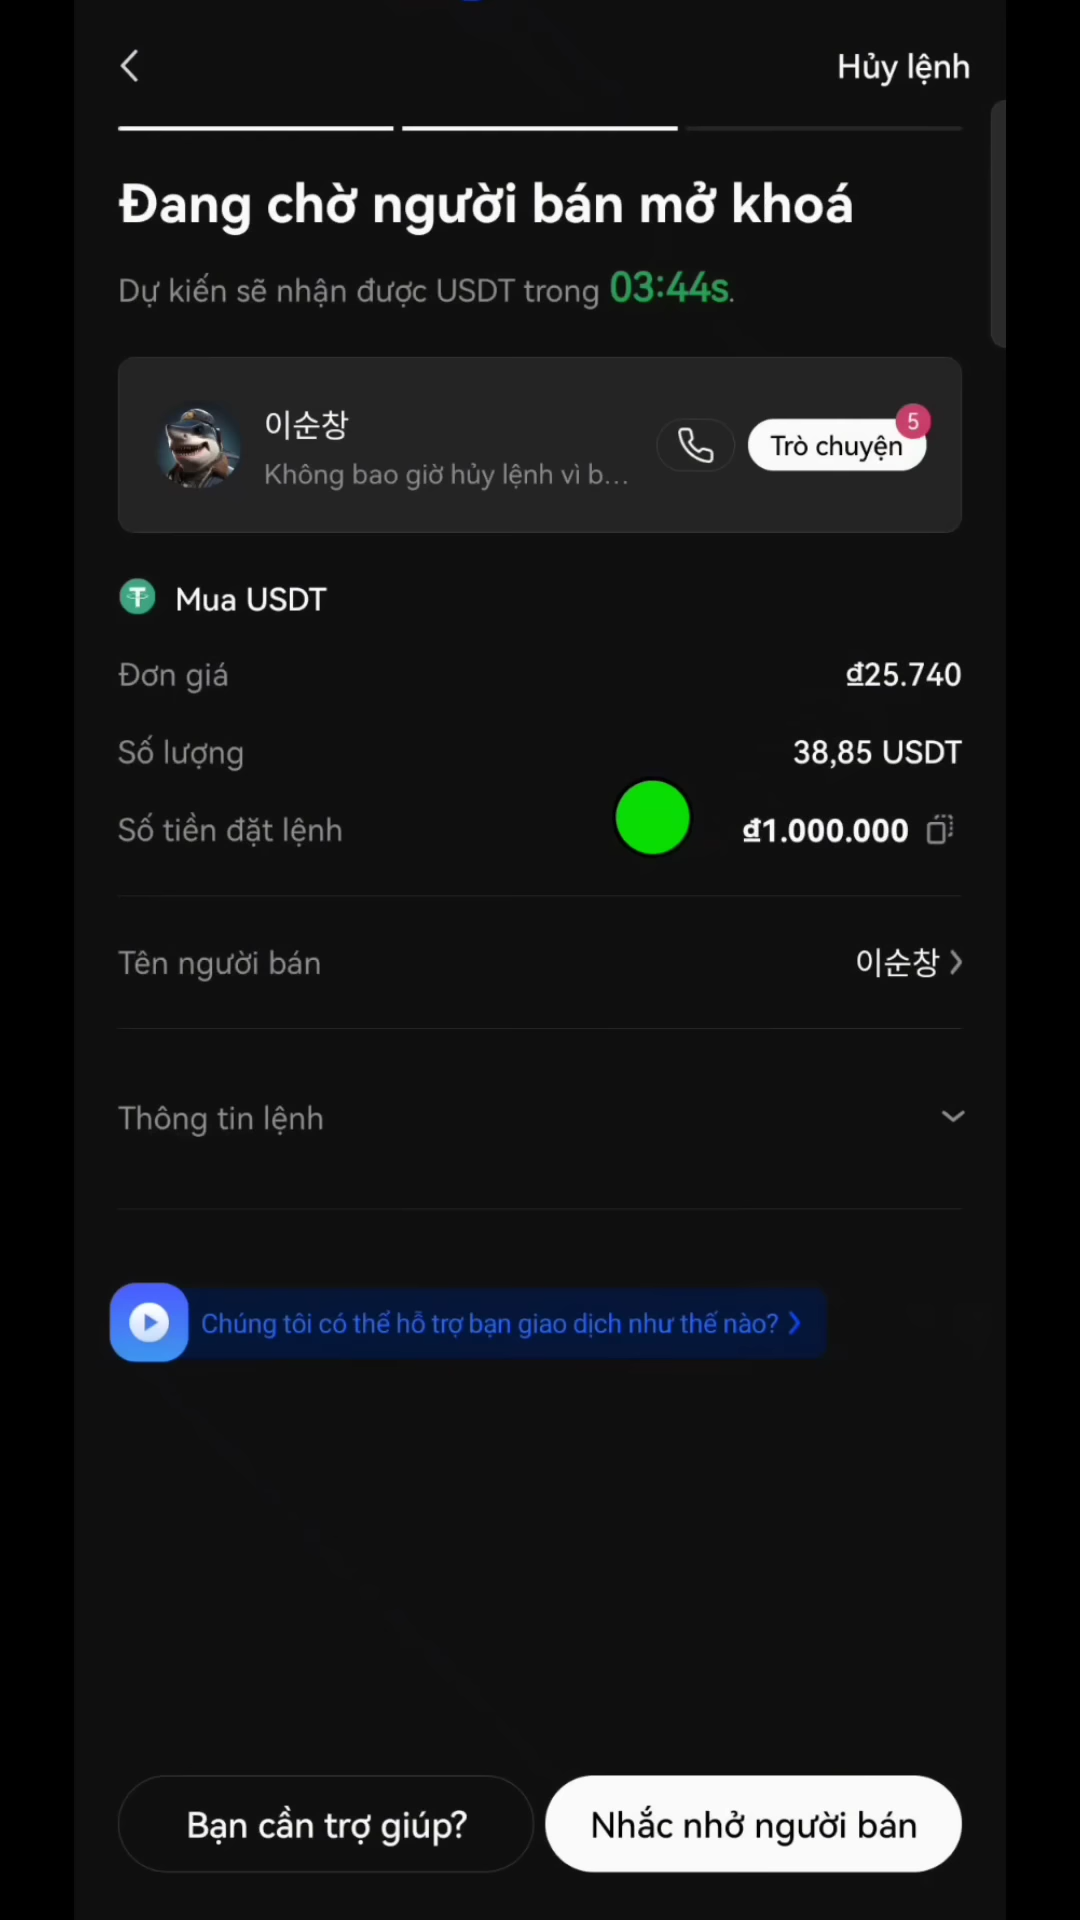 Hủy lệnh
Đang chờ người bán mở khoá
Dự kiến sẽ nhận được USDT trong 03:44s.
이순창
Không bao giờ hủy lệnh vì b...
5
Trò chuyện
Mua USDT
Đơn giá
₫25.740
Số lượng
38,85 USDT
Số tiền đặt lệnh
₫1.000.000
Tên người bán
이순창
Thông tin lệnh
Chúng tôi có thể hỗ trợ bạn giao dịch như thế nào?
Bạn cần trợ giúp?
Nhắc nhở người bán